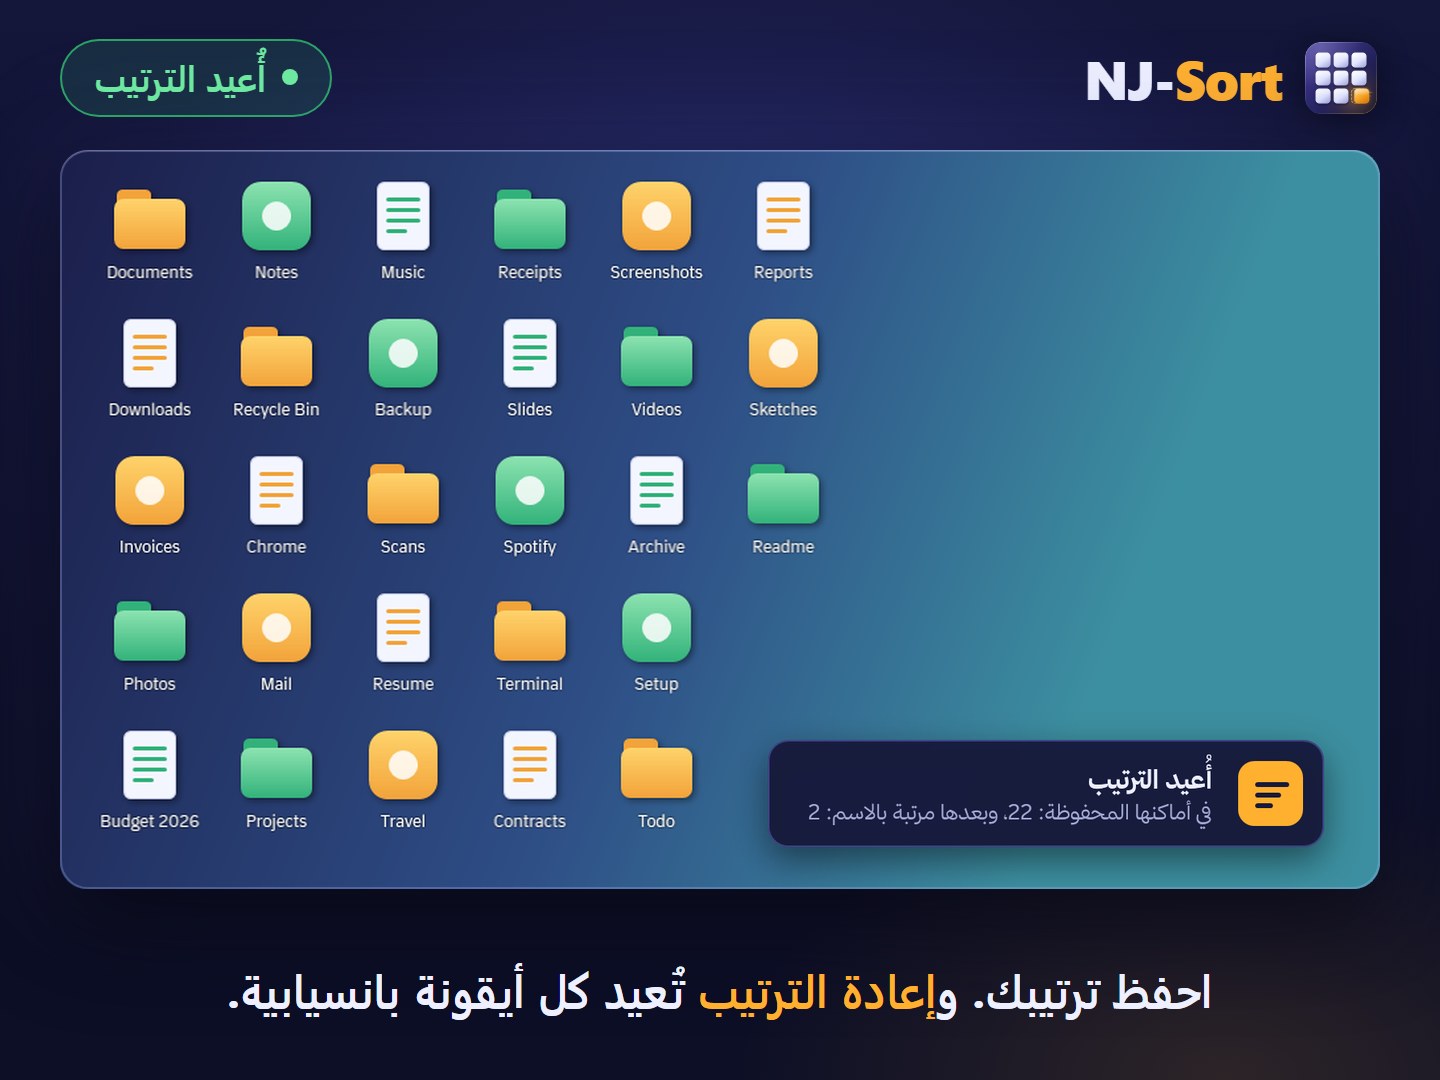 NJ-Sort
أُعيد الترتيب
Documents
Notes
Music
Receipts
Screenshots
Reports
Downloads
Recycle Bin
Backup
Slides
Videos
Sketches
Invoices
Chrome
Scans
Spotify
Archive
Readme
Photos
Mail
Resume
Terminal
Setup
Budget 2026
Projects
Travel
Contracts
Todo
أُعيد الترتيب
في أماكنها المحفوظة: 22، وبعدها مرتبة بالاسم: 2
احفظ ترتيبك. وإعادة الترتيب تُعيد كل أيقونة بانسيابية.